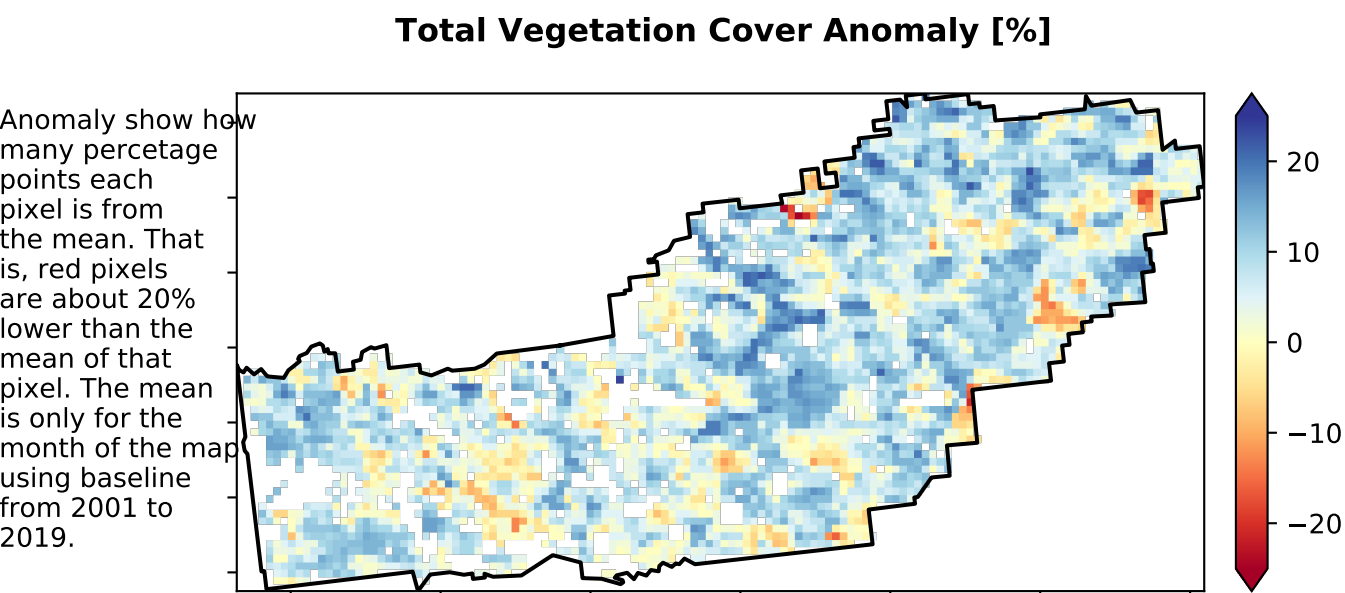 Total Vegetation Cover Anomaly [%]
Anomaly show how
many percetage
points each
pixel is from
the mean. That
is, red pixels
are about 20%
lower than the
mean of that
pixel. The mean
is only for the
month of the map
using baseline
from 2001 to
2019.
20
10
0
−10
−20